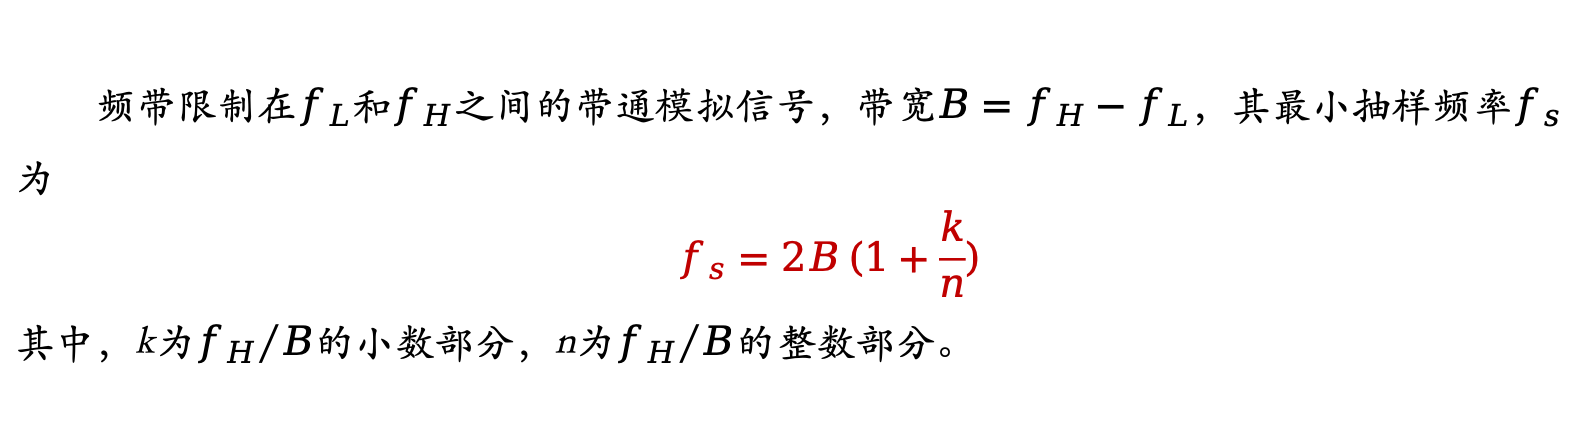 频带限制在f_L和f_H之间的带通模拟信号，带宽B = f_H − f_L，其最小抽样频率f_s
为
f_s = 2B (1 + k/n)
其中，k为f_H/B的小数部分，n为f_H/B的整数部分。